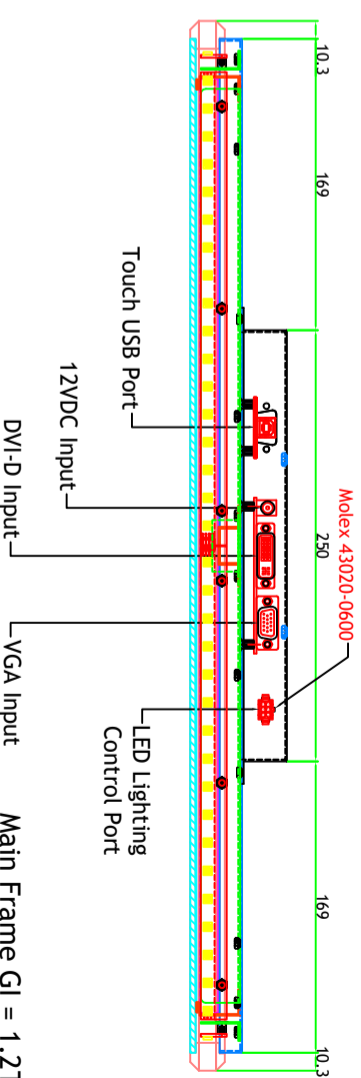 10.3
169
250
169
10.3
Molex 43020-0600
Touch USB Port
12VDC Input
DVI-D Input
VGA Input
LED Lighting
Control Port
Main Frame GI = 1.2T